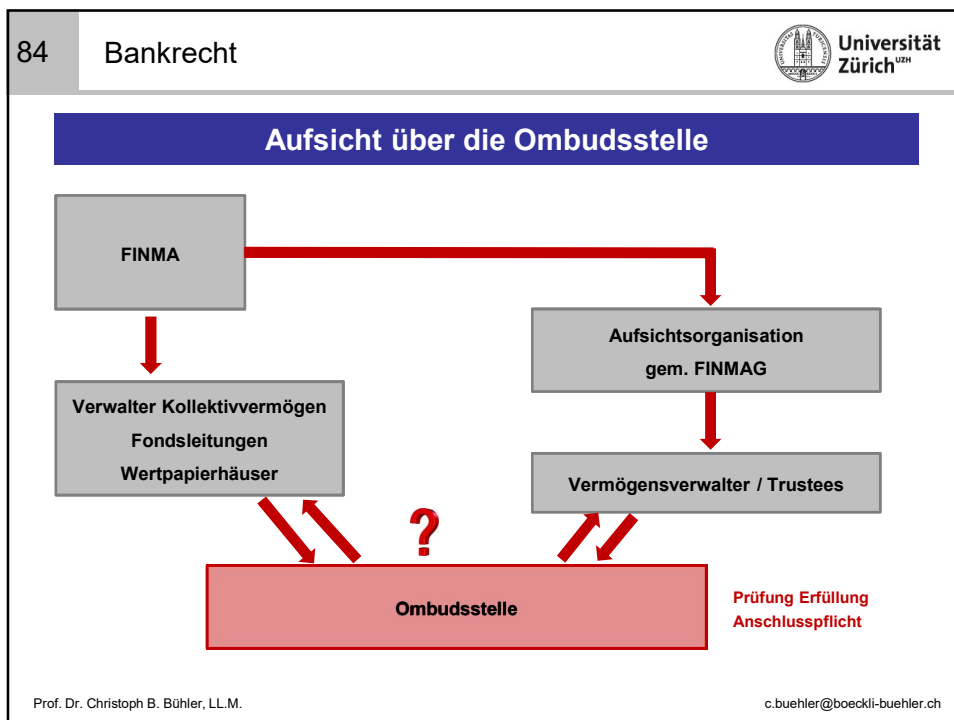 84
Bankrecht
Universität
Zürich UZH
Aufsicht über die Ombudsstelle
FINMA
Aufsichtsorganisation
gem. FINMAG
Verwalter Kollektivvermögen
Fondsleitungen
Wertpapierhäuser
Vermögensverwalter / Trustees
?
Ombudsstelle
Prüfung Erfüllung
Anschlusspflicht
Prof. Dr. Christoph B. Bühler, LL.M.
c.buehler@boeckli-buehler.ch